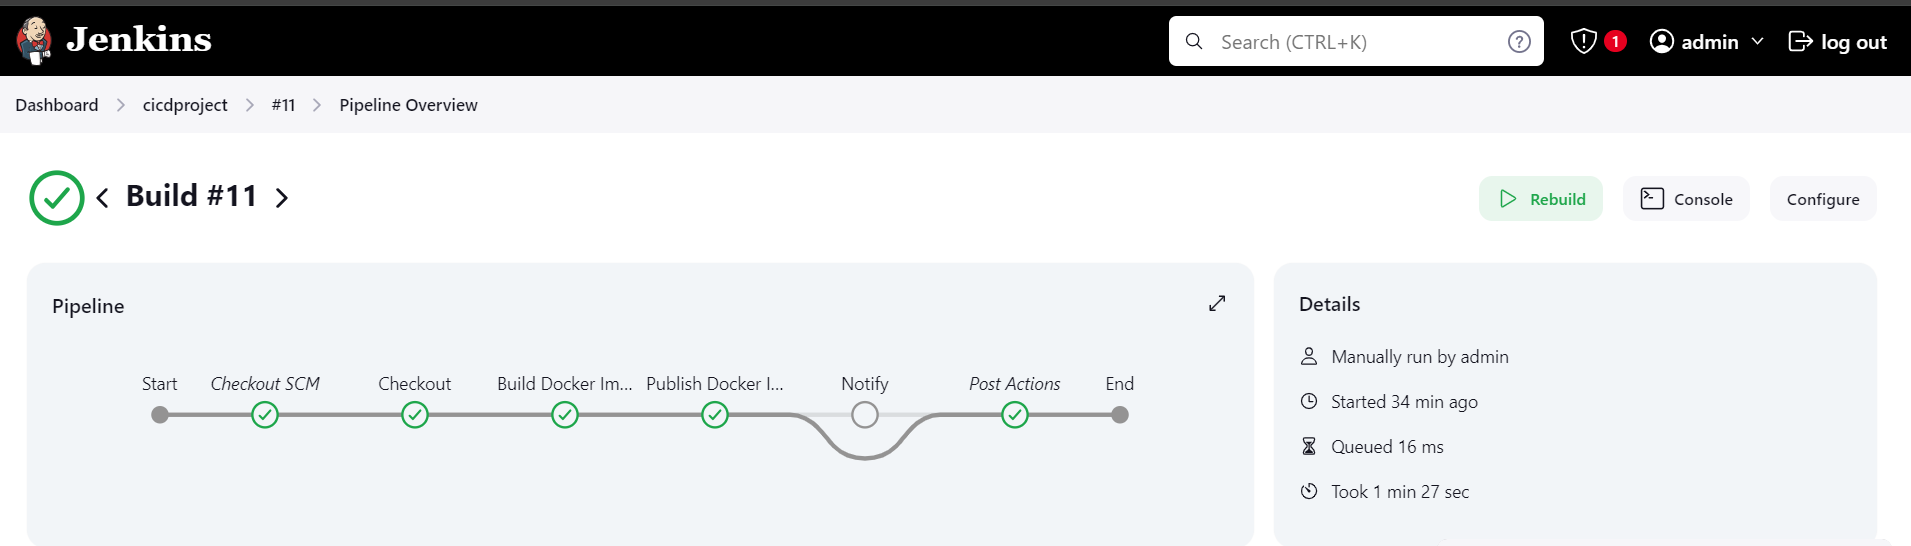 Jenkins
Search (CTRL+K)
1
admin
log out
Dashboard
cicdproject
#11
Pipeline Overview
Build #11
Rebuild
Console
Configure
Pipeline
Start
Checkout SCM
Checkout
Build Docker Im...
Publish Docker I...
Notify
Post Actions
End
Details
Manually run by admin
Started 34 min ago
Queued 16 ms
Took 1 min 27 sec